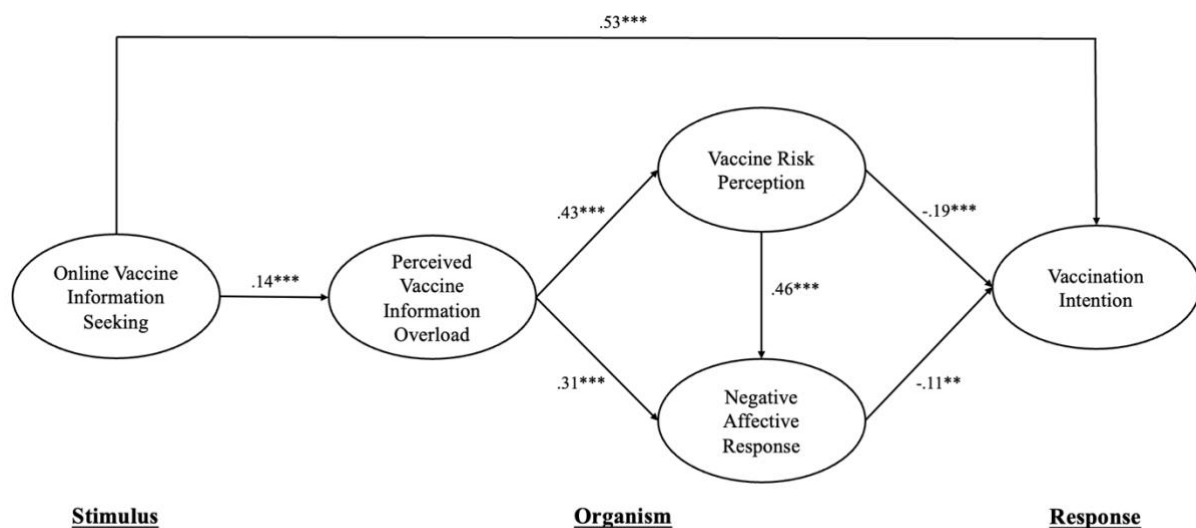 .53***
Vaccine Risk
Perception
.43***
-.19***
Online Vaccine
Information
Seeking
.14***
Perceived
Vaccine
Information
Overload
.46***
Vaccination
Intention
.31***
-.11**
Negative
Affective
Response
Stimulus
Organism
Response